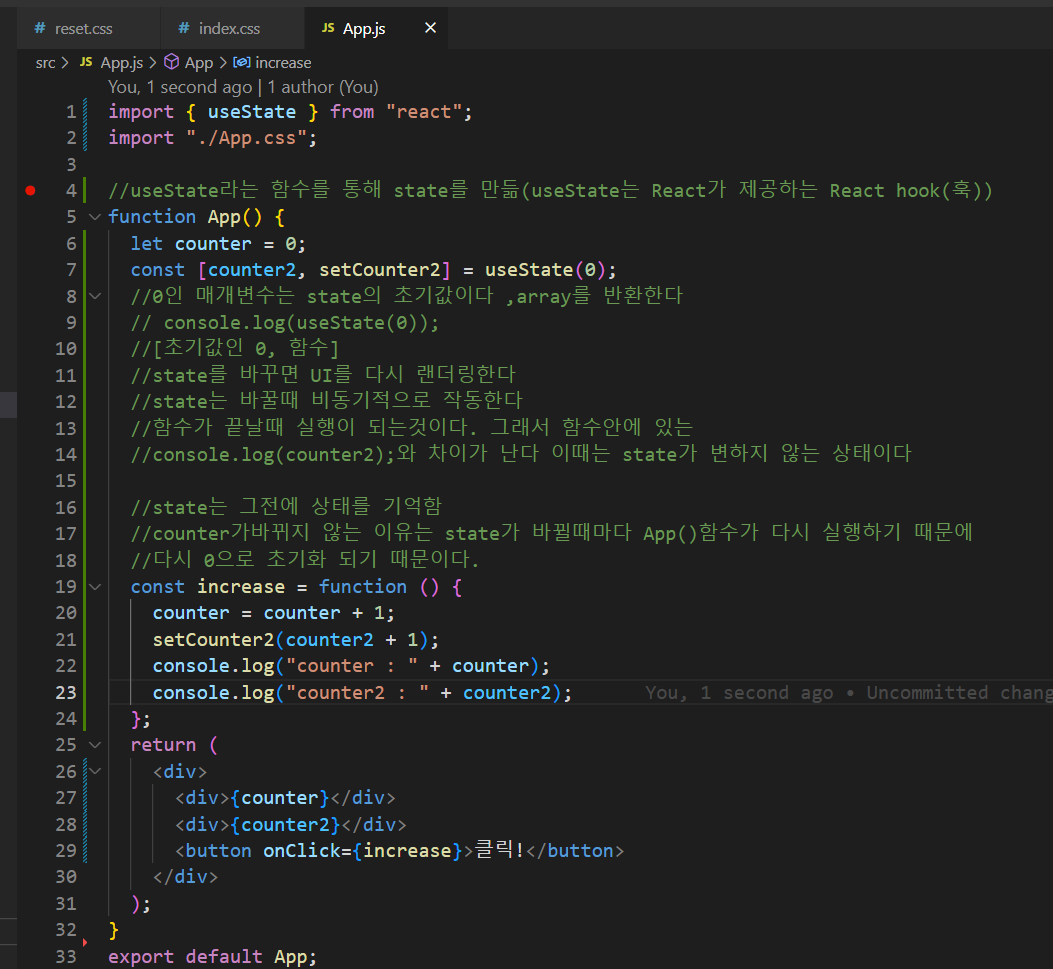 # reset.css # index.css JS App.js ×
src > JS App.js > App > increase
You, 1 second ago | 1 author (You)
1 import { useState } from "react";
2 import "./App.css";
3
4 //useState라는 함수를 통해 state를 만듦(useState는 React가 제공하는 React hook(훅))
5 function App() {
6 let counter = 0;
7 const [counter2, setCounter2] = useState(0);
8 //0인 매개변수는 state의 초기값이다 ,array를 반환한다
9 // console.log(useState(0));
10 //[초기값인 0, 함수]
11 //state를 바꾸면 UI를 다시 랜더링한다
12 //state는 바꿀때 비동기적으로 작동한다
13 //함수가 끝날때 실행이 되는것이다. 그래서 함수안에 있는
14 //console.log(counter2);와 차이가 난다 이때는 state가 변하지 않는 상태이다
15
16 //state는 그전에 상태를 기억함
17 //counter가바뀌지 않는 이유는 state가 바뀔때마다 App()함수가 다시 실행하기 때문에
18 //다시 0으로 초기화 되기 때문이다.
19 const increase = function () {
20 counter = counter + 1;
21 setCounter2(counter2 + 1);
22 console.log("counter : " + counter);
23 console.log("counter2 : " + counter2); You, 1 second ago • Uncommitted chang
24 };
25 return (
26 <div>
27 <div>{counter}</div>
28 <div>{counter2}</div>
29 <button onClick={increase}>클릭!</button>
30 </div>
31 );
32 }
33 export default App;